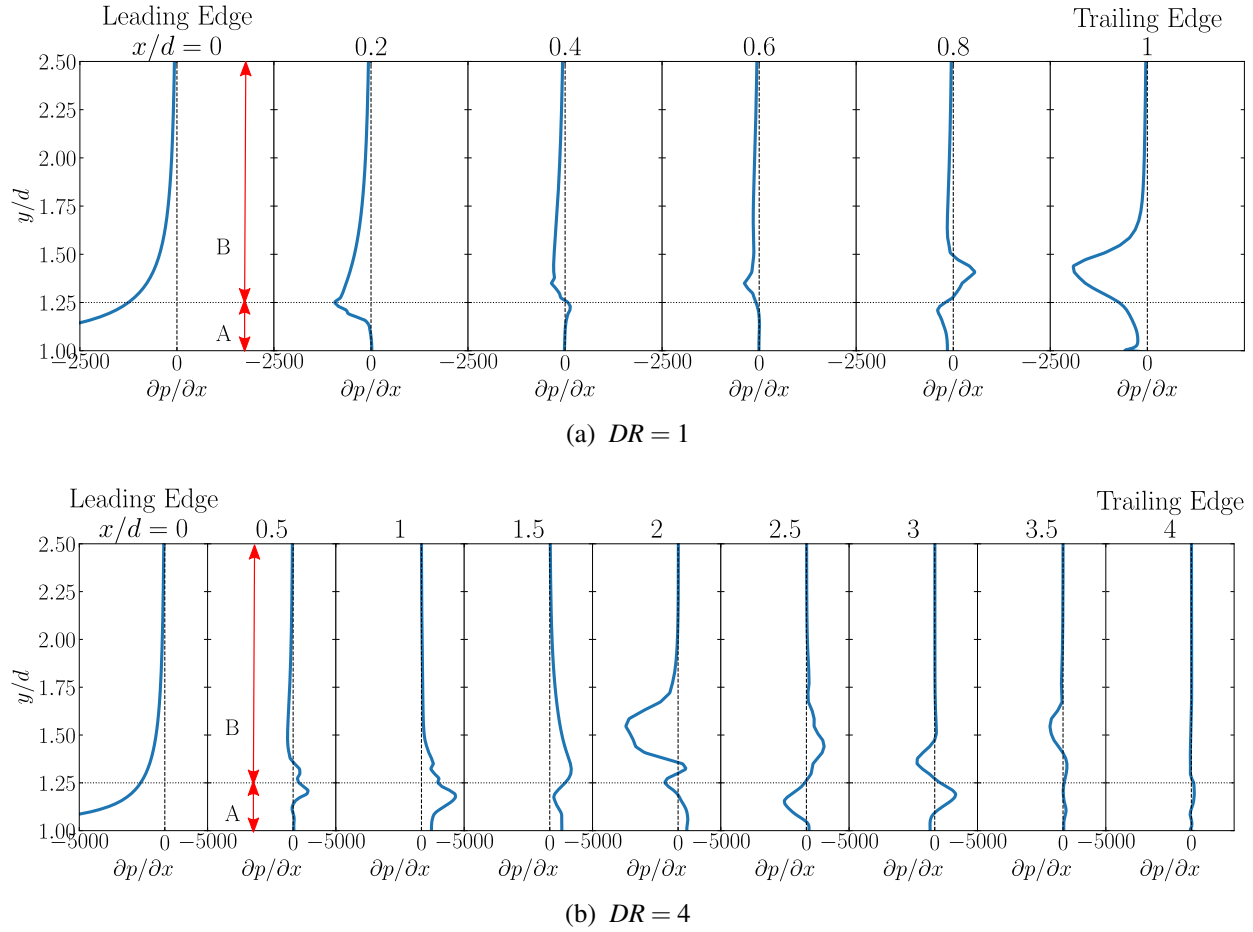 Leading Edge Trailing Edge
x/d = 0 0.2 0.4 0.6 0.8 1
2.50
2.25
2.00
1.75
y/d
1.50
B
1.25
A
1.00
−2500 0 −2500 0 −2500 0 −2500 0 −2500 0 −2500 0
∂p/∂x ∂p/∂x ∂p/∂x ∂p/∂x ∂p/∂x ∂p/∂x
(a) DR = 1
Leading Edge Trailing Edge
x/d = 0 0.5 1 1.5 2 2.5 3 3.5 4
2.50
2.25
2.00
1.75
y/d
1.50
B
1.25
A
1.00
−5000 0 −5000 0 −5000 0 −5000 0 −5000 0 −5000 0 −5000 0 −5000 0 −5000 0
∂p/∂x ∂p/∂x ∂p/∂x ∂p/∂x ∂p/∂x ∂p/∂x ∂p/∂x ∂p/∂x ∂p/∂x
(b) DR = 4